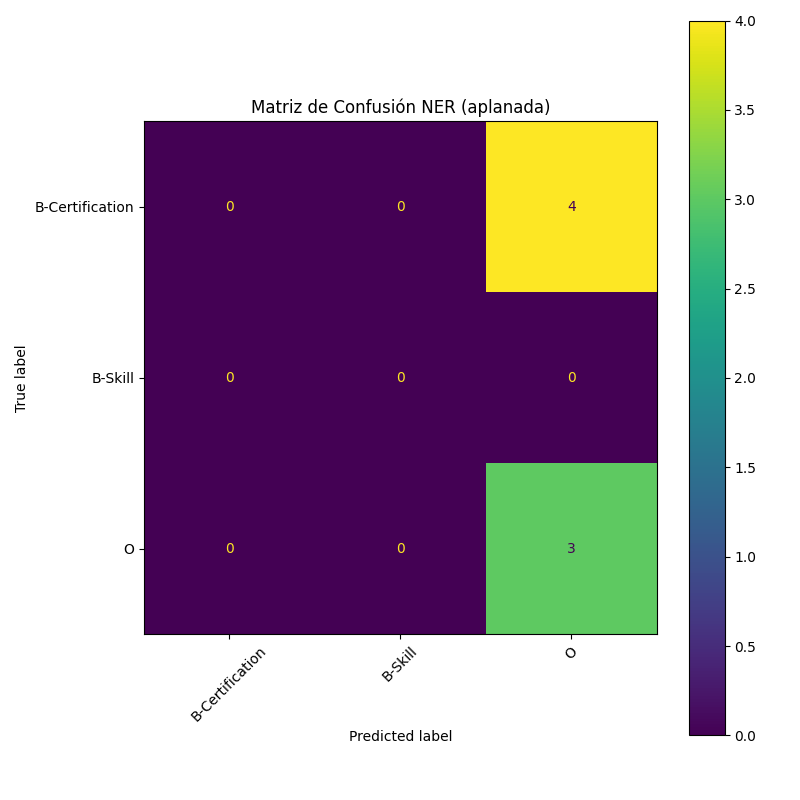 Matriz de Confusión NER (aplanada)
True label
B-Certification
0 0 4
B-Skill
0 0 0
O
0 0 3
B-Certification
B-Skill
O
Predicted label
4.0
3.5
3.0
2.5
2.0
1.5
1.0
0.5
0.0